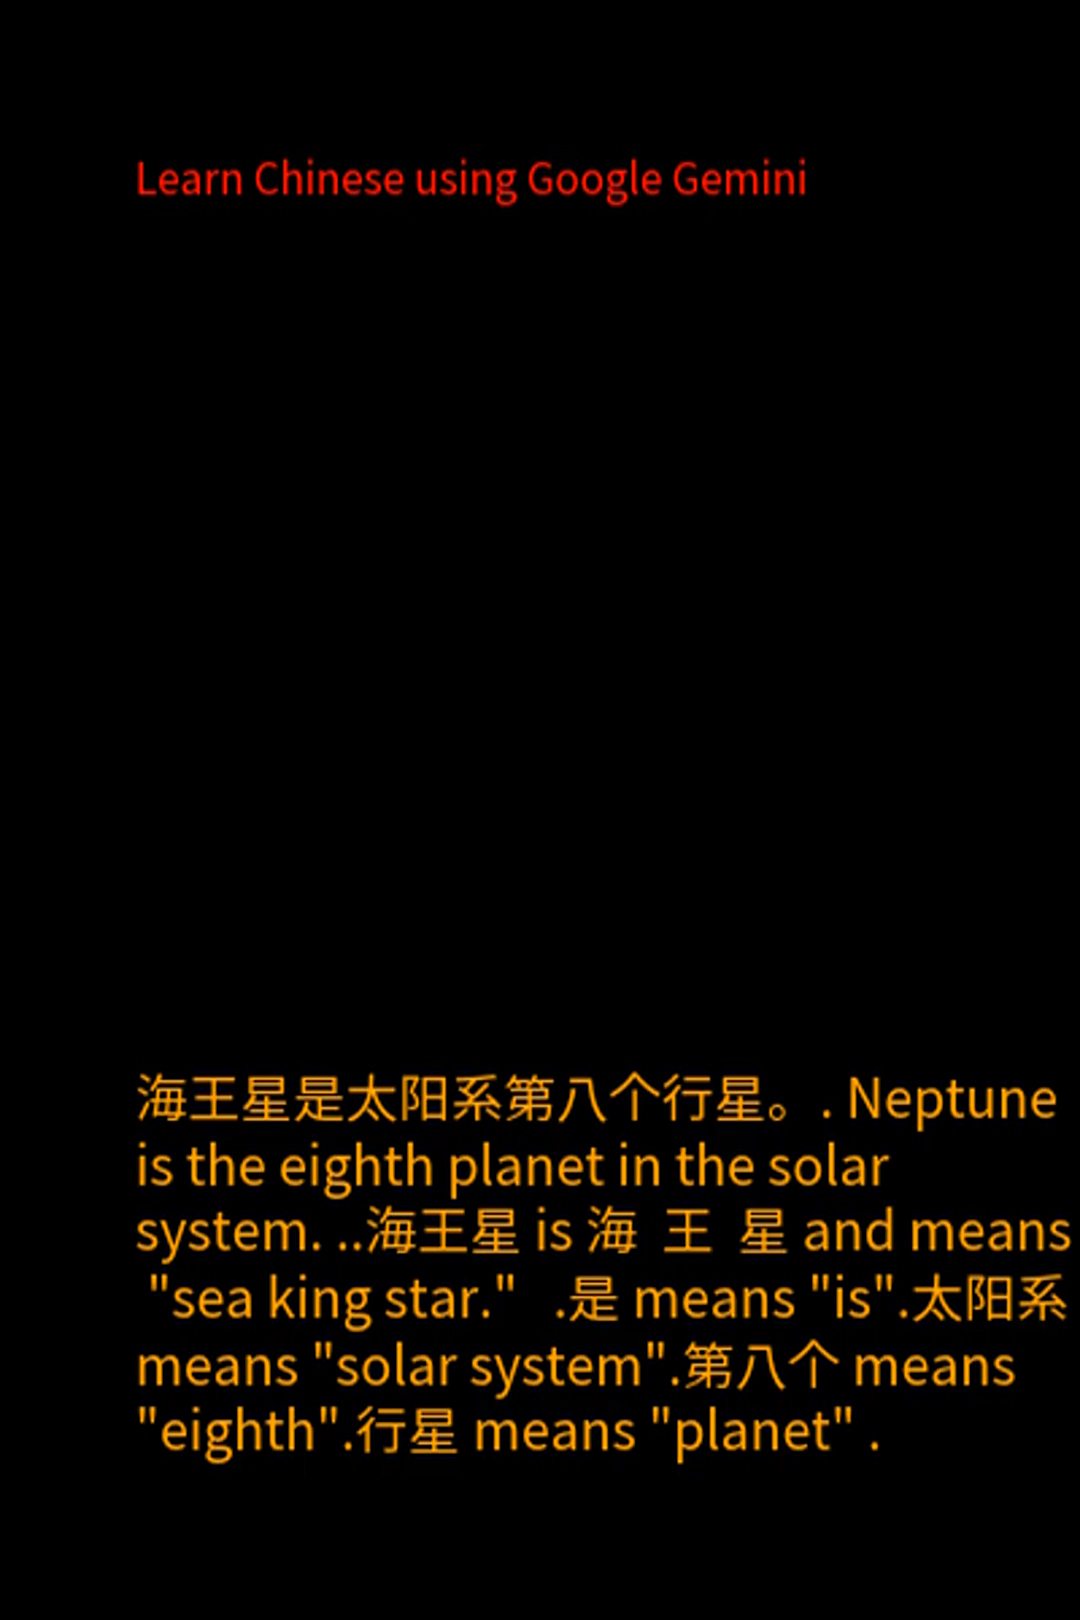 Learn Chinese using Google Gemini
海王星是太阳系第八个行星。. Neptune
is the eighth planet in the solar
system. ..海王星 is 海 王 星 and means
"sea king star." .是 means "is".太阳系
means "solar system".第八个 means
"eighth".行星 means "planet" .